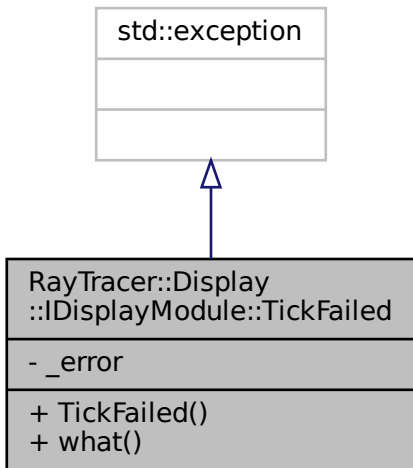 std::exception
RayTracer::Display
::IDisplayModule::TickFailed
- _error
+ TickFailed()
+ what()